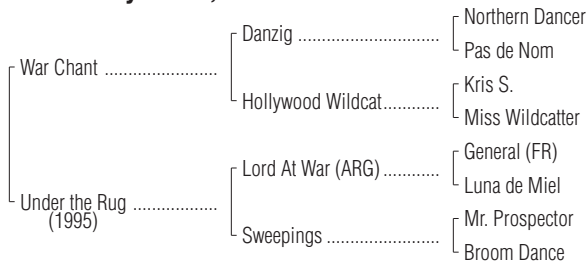 Northern Dancer
Danzig ....................................
Pas de Nom
War Chant .............................
Kris S.
Hollywood Wildcat..............
Miss Wildcatter
General (FR)
Lord At War (ARG) ..............
Luna de Miel
Under the Rug .....................
(1995)
Mr. Prospector
Sweepings ............................
Broom Dance